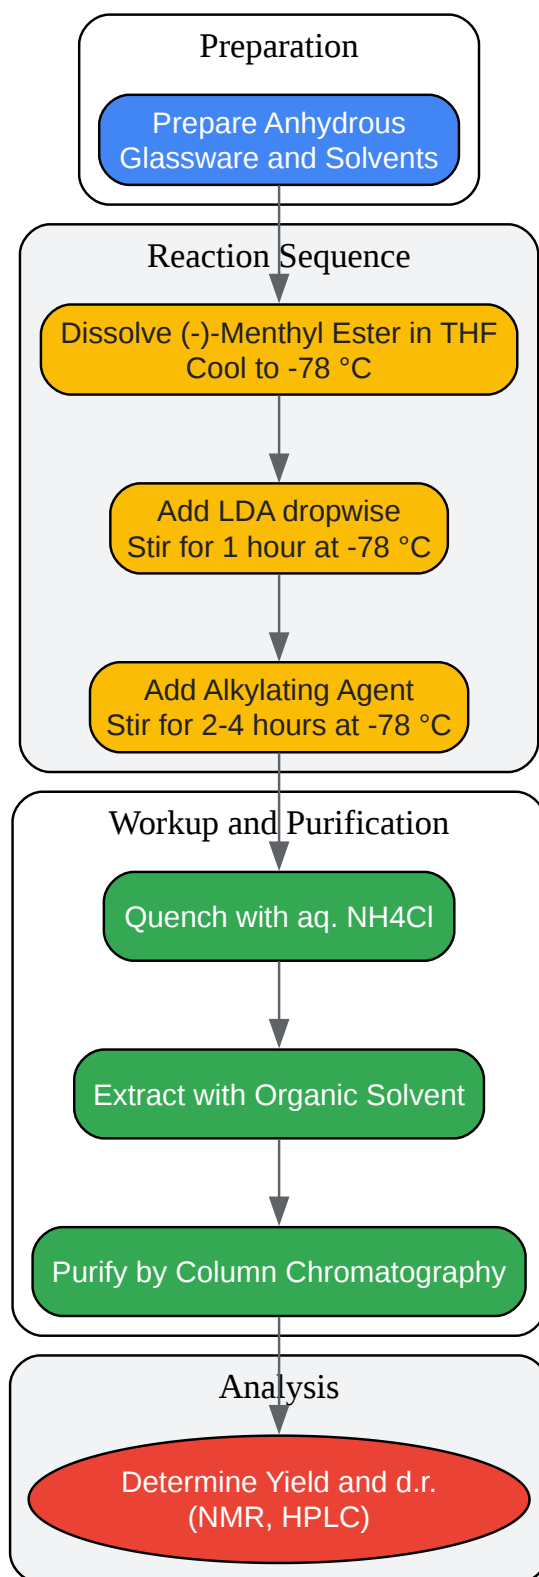 Preparation
Prepare Anhydrous
Glassware and Solvents
Reaction Sequence
Dissolve (-)-Menthyl Ester in THF
Cool to -78 °C
Add LDA dropwise
Stir for 1 hour at -78 °C
Add Alkylating Agent
Stir for 2-4 hours at -78 °C
Workup and Purification
Quench with aq. NH4Cl
Extract with Organic Solvent
Purify by Column Chromatography
Analysis
Determine Yield and d.r.
(NMR, HPLC)